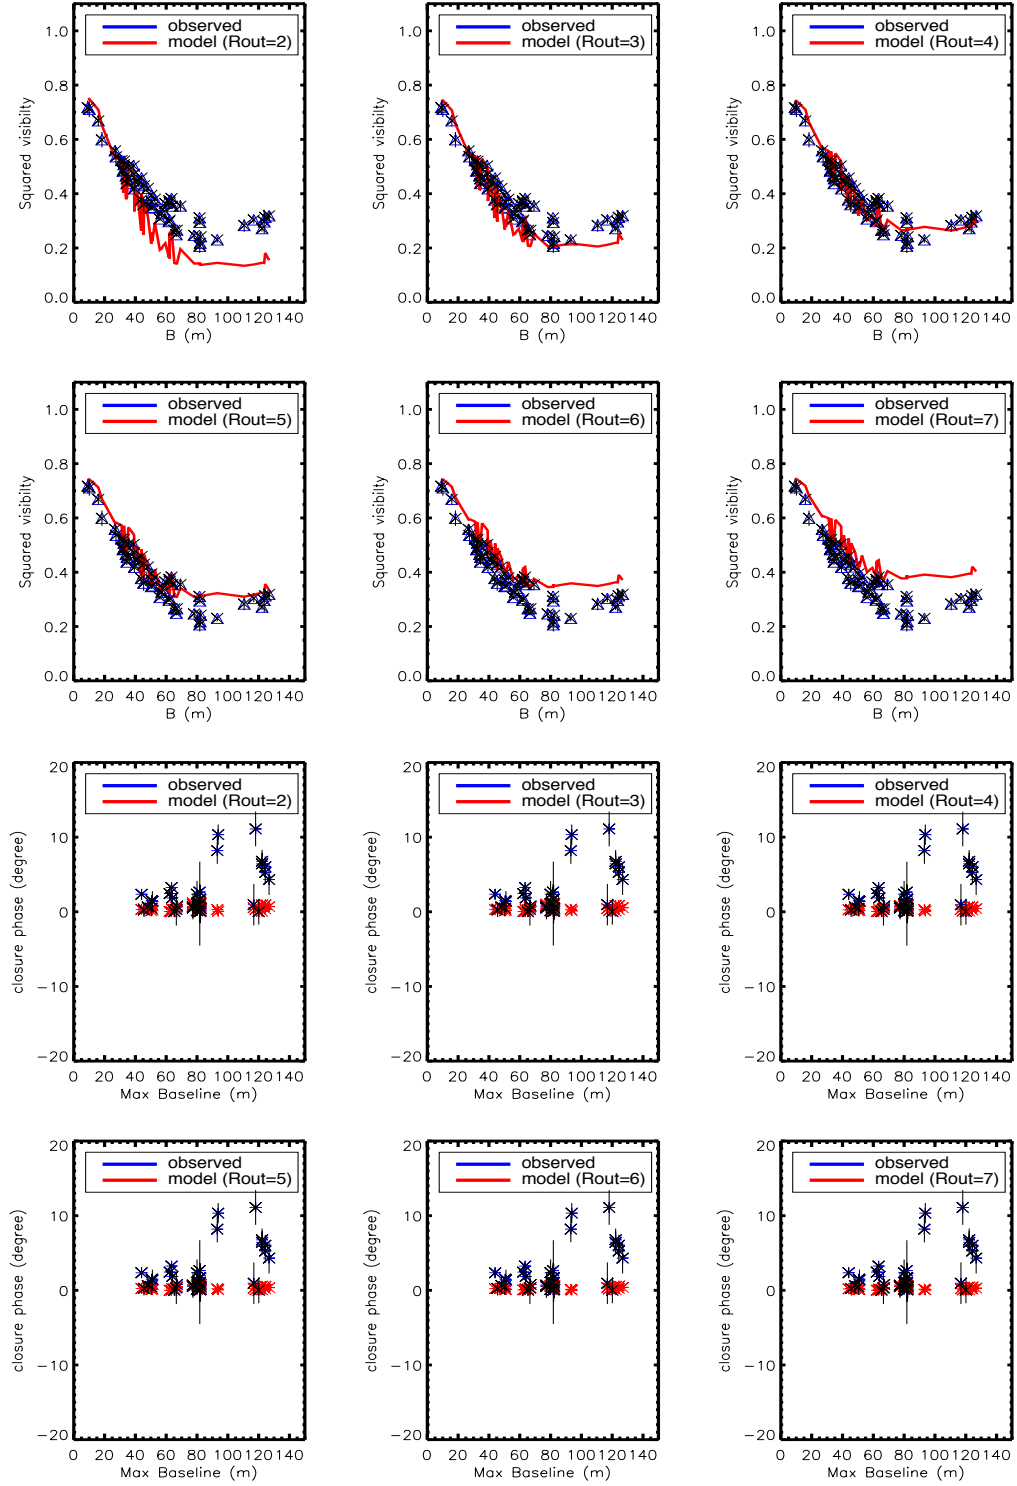 observed
model (Rout=2)
1.0
0.8
0.6
0.4
0.2
0.0
Squared visibilty
0 20 40 60 80 100 120 140
B (m)
observed
model (Rout=3)
1.0
0.8
0.6
0.4
0.2
0.0
Squared visibilty
0 20 40 60 80 100 120 140
B (m)
observed
model (Rout=4)
1.0
0.8
0.6
0.4
0.2
0.0
Squared visibilty
0 20 40 60 80 100 120 140
B (m)
observed
model (Rout=5)
1.0
0.8
0.6
0.4
0.2
0.0
Squared visibilty
0 20 40 60 80 100 120 140
B (m)
observed
model (Rout=6)
1.0
0.8
0.6
0.4
0.2
0.0
Squared visibilty
0 20 40 60 80 100 120 140
B (m)
observed
model (Rout=7)
1.0
0.8
0.6
0.4
0.2
0.0
Squared visibilty
0 20 40 60 80 100 120 140
B (m)
observed
model (Rout=2)
20
10
0
−10
−20
closure phase (degree)
0 20 40 60 80 100 120 140
Max Baseline (m)
observed
model (Rout=3)
20
10
0
−10
−20
closure phase (degree)
0 20 40 60 80 100 120 140
Max Baseline (m)
observed
model (Rout=4)
20
10
0
−10
−20
closure phase (degree)
0 20 40 60 80 100 120 140
Max Baseline (m)
observed
model (Rout=5)
20
10
0
−10
−20
closure phase (degree)
0 20 40 60 80 100 120 140
Max Baseline (m)
observed
model (Rout=6)
20
10
0
−10
−20
closure phase (degree)
0 20 40 60 80 100 120 140
Max Baseline (m)
observed
model (Rout=7)
20
10
0
−10
−20
closure phase (degree)
0 20 40 60 80 100 120 140
Max Baseline (m)